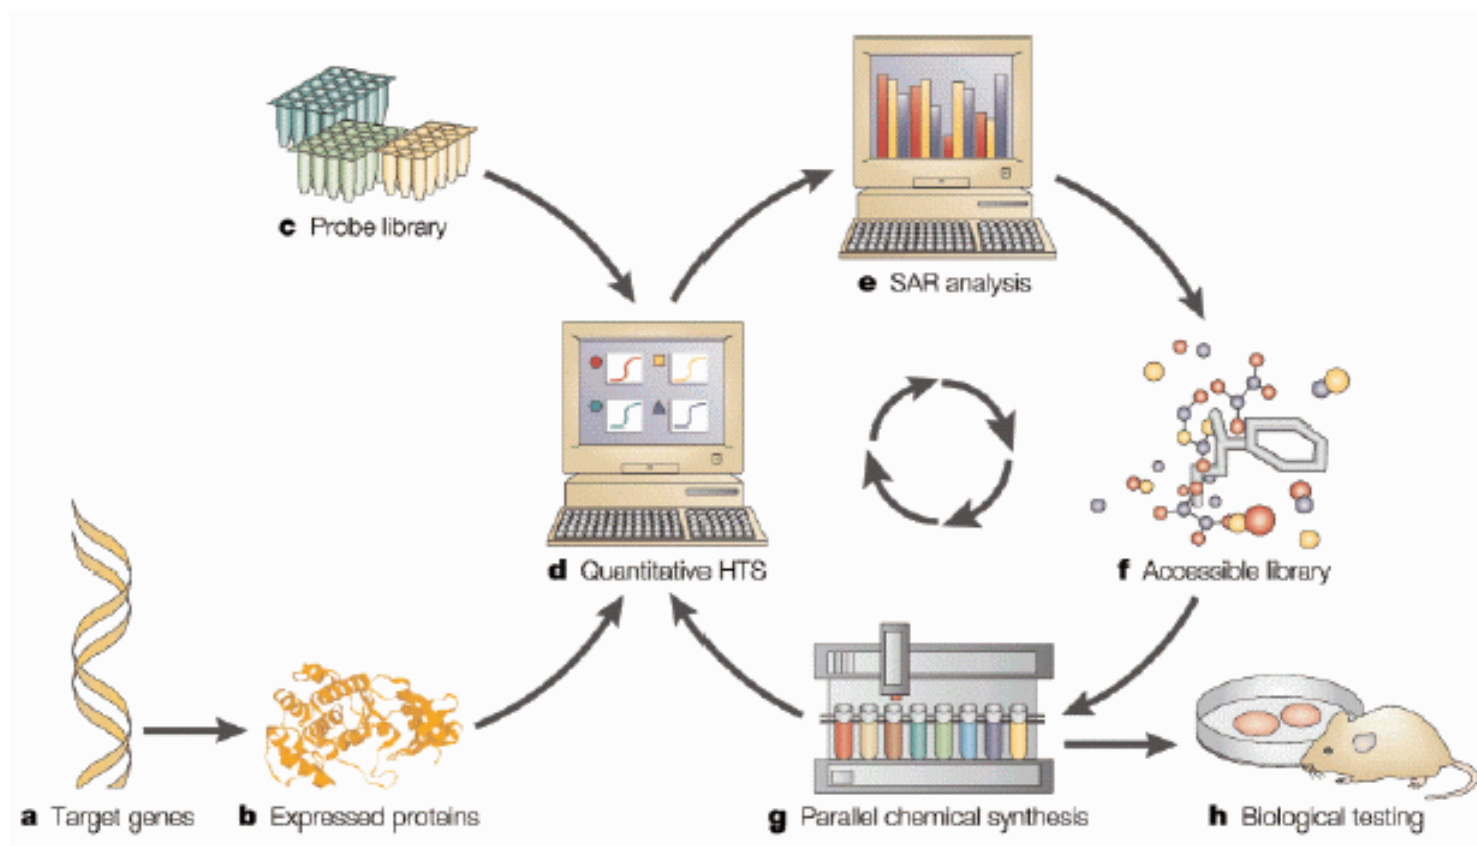 c Probe library
e SAR analysis
d Quantitative HTS
f Accessible library
a Target genes
b Expressed proteins
g Parallel chemical synthesis
h Biological testing